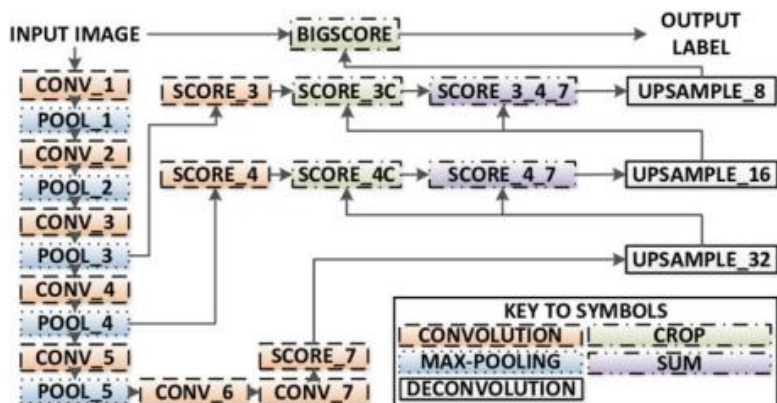 INPUT IMAGE
BIGSCORE
OUTPUT
LABEL
CONV_1
POOL_1
CONV_2
POOL_2
CONV_3
POOL_3
CONV_4
POOL_4
CONV_5
POOL_5
CONV_6
CONV_7
SCORE_7
SCORE_3
SCORE_3C
SCORE_3_4_7
UPSAMPLE_8
SCORE_4
SCORE_4C
SCORE_4_7
UPSAMPLE_16
UPSAMPLE_32
KEY TO SYMBOLS
CONVOLUTION
CROP
MAX-POOLING
SUM
DECONVOLUTION